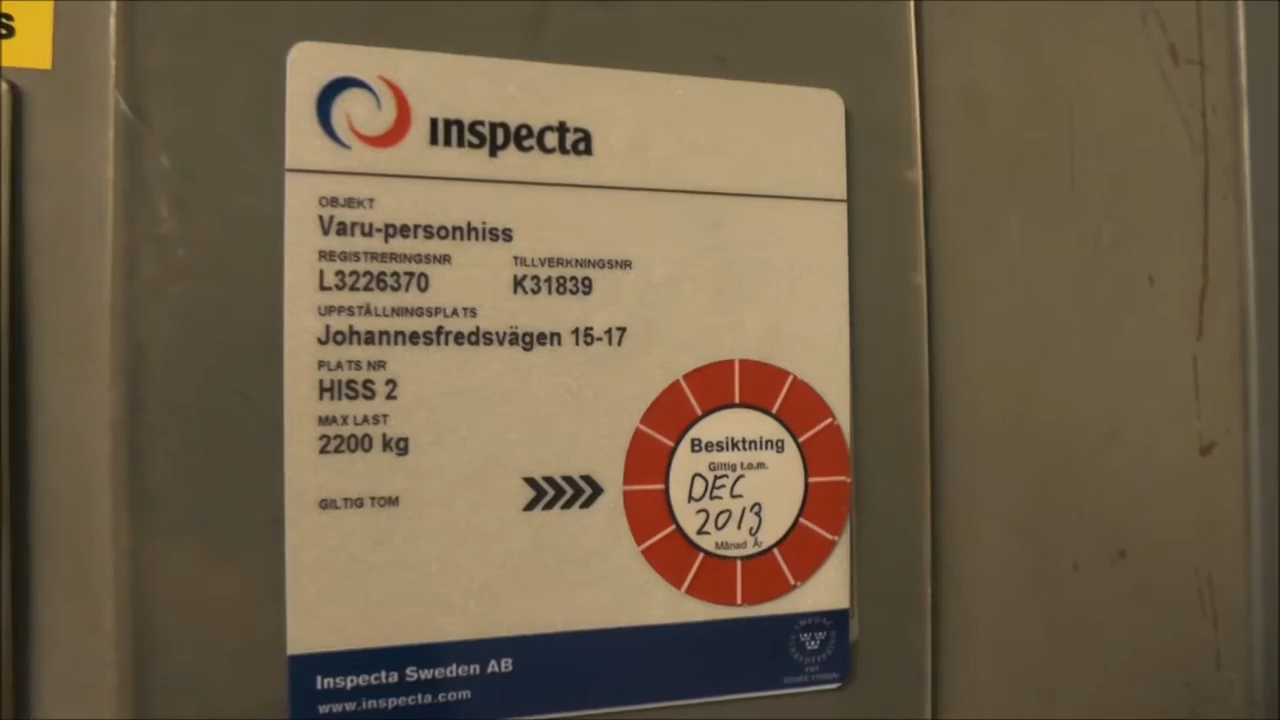 s
Inspecta
OBJEKT
Varu-personhiss
REGISTRERINGSNR TILLVERKNINGSNR
L3226370 K31839
UPPSTÄLLNINGSPLATS
Johannesfredsvägen 15-17
PLATS NR
HISS 2
MAX LAST
2200 kg
GILTIG TOM
Besiktning
Giltig t.o.m.
DEC
2013
Månad År
Inspecta Sweden AB
www.inspecta.com